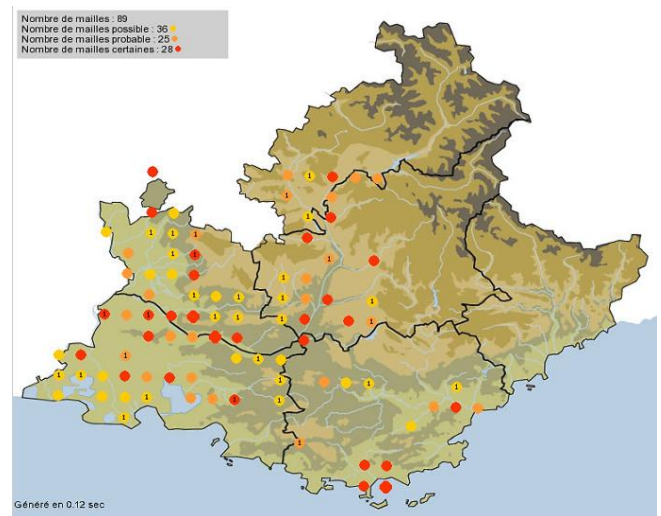 Nombre de mailles : 89
Nombre de mailles possible : 36
Nombre de mailles probable : 25
Nombre de mailles certaines : 28
Généré en 0.12 sec